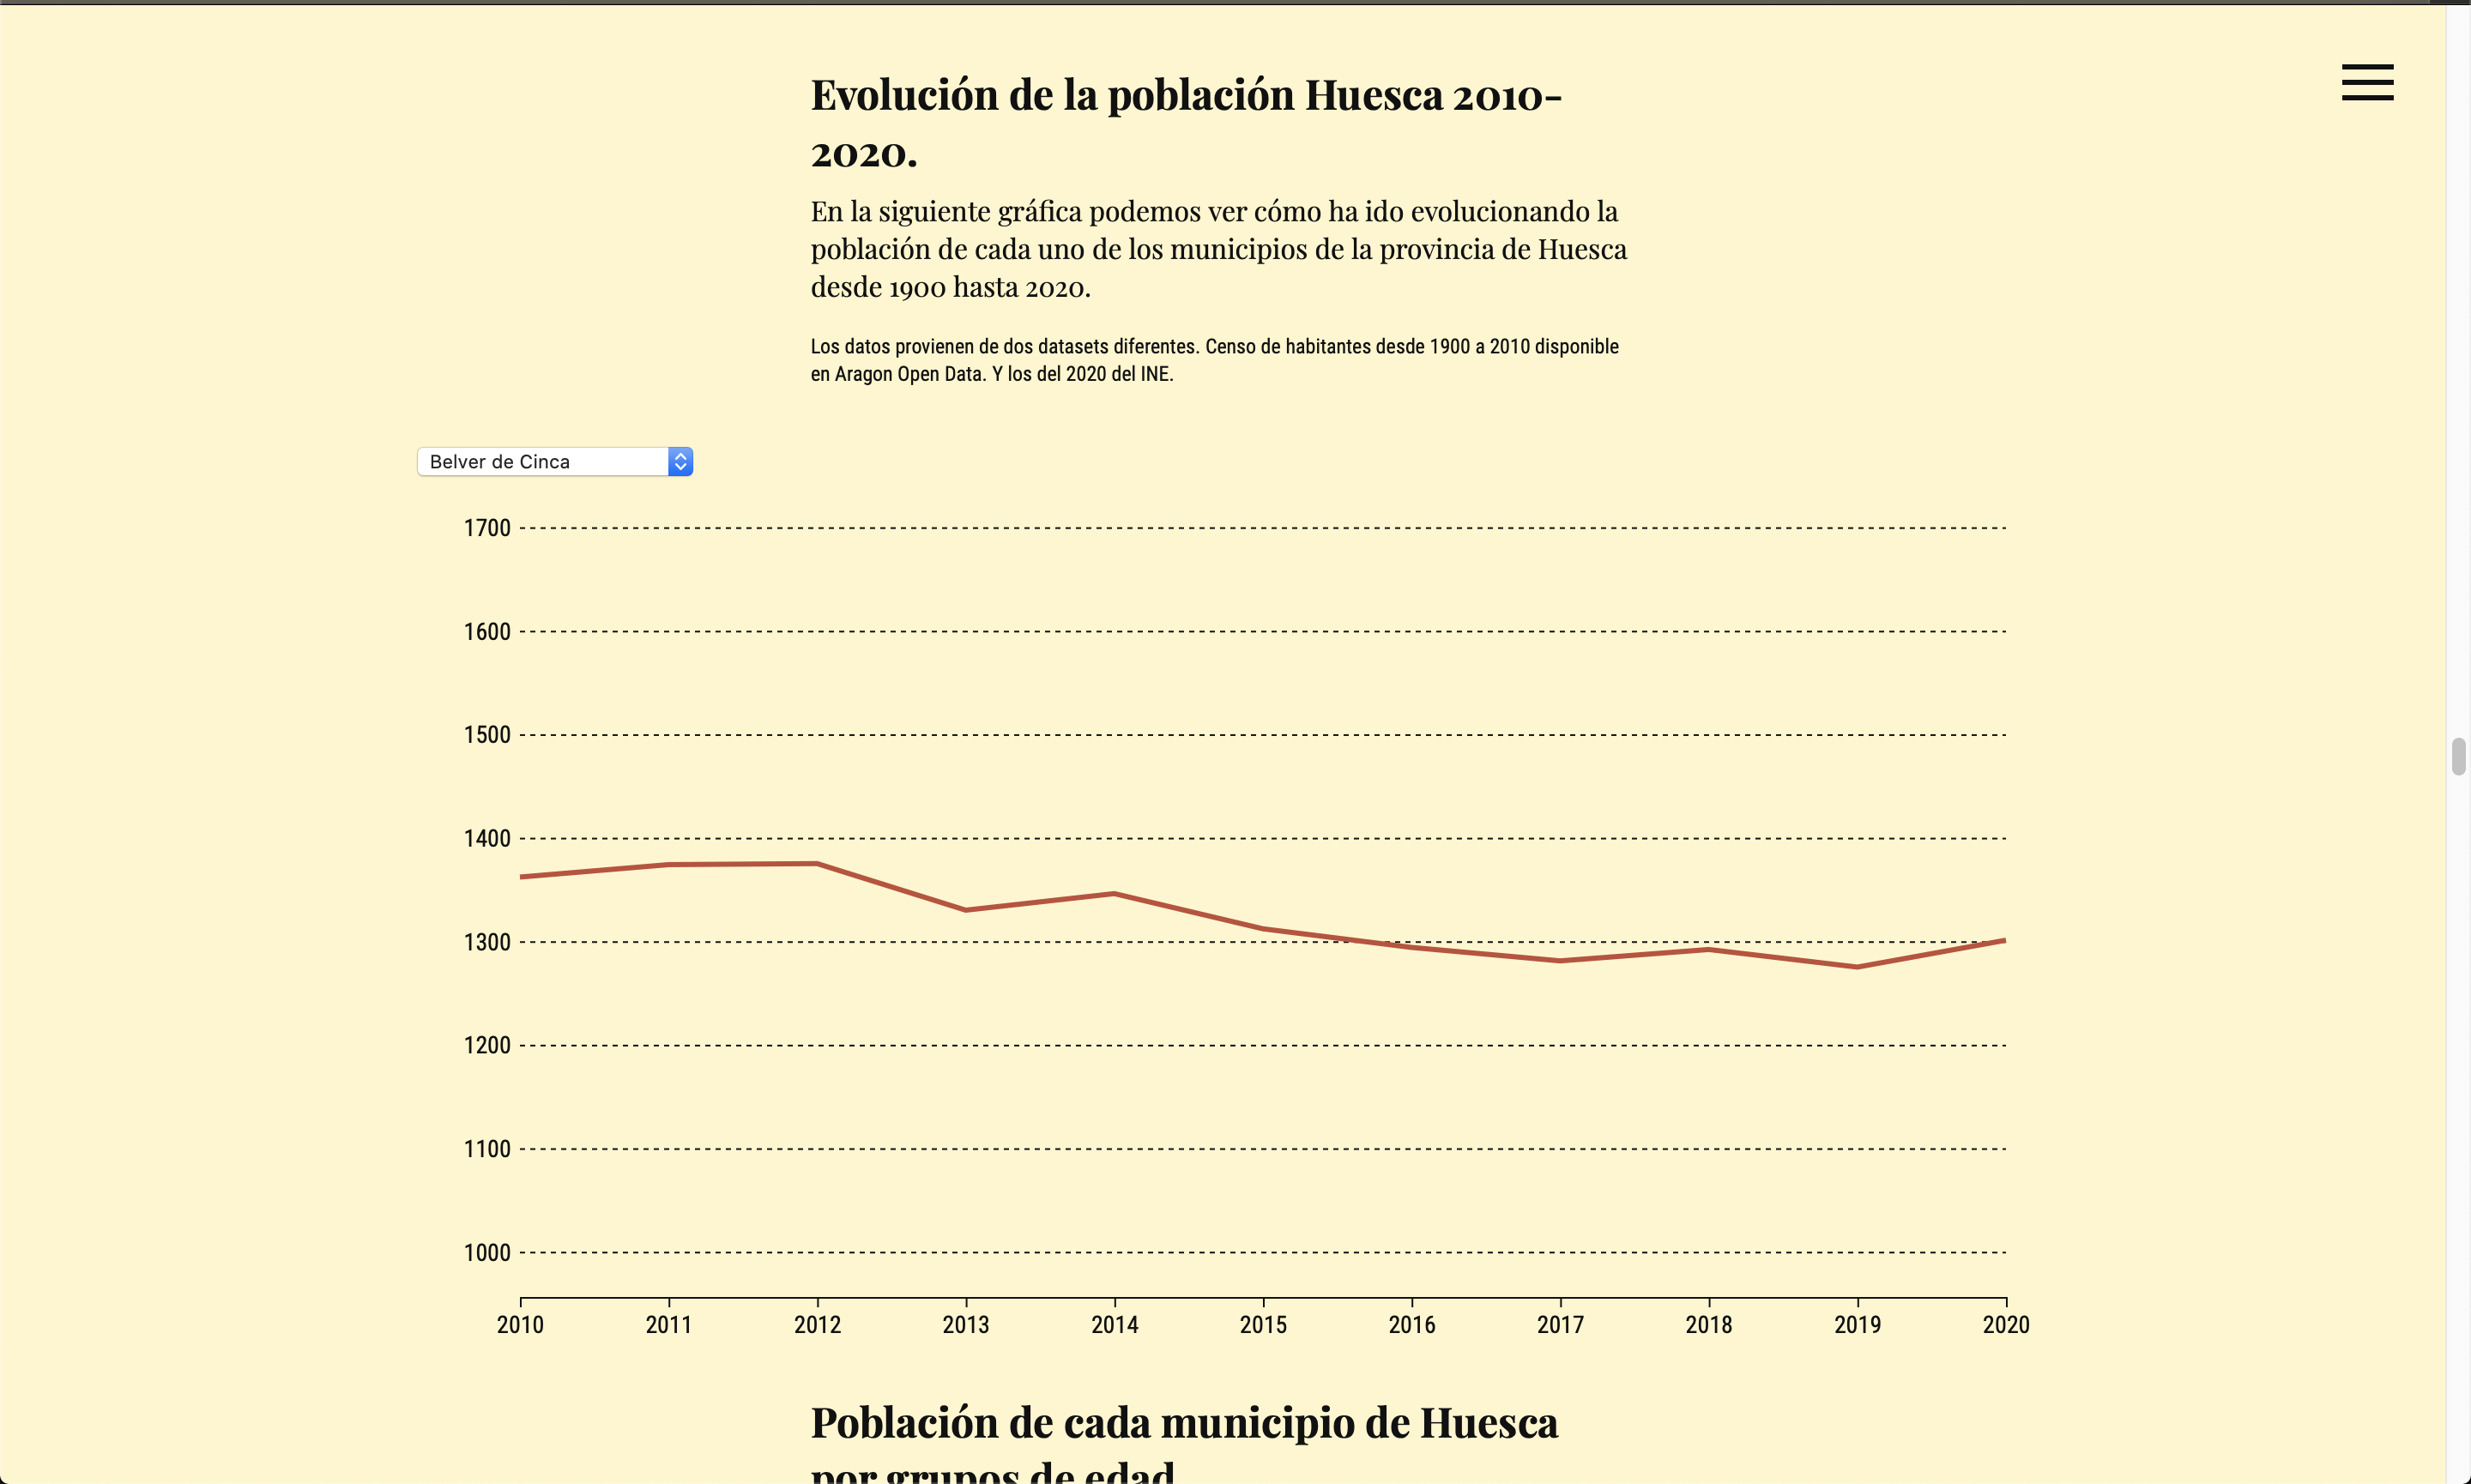 Evolución de la población Huesca 2010-
2020.
En la siguiente gráfica podemos ver cómo ha ido evolucionando la
población de cada uno de los municipios de la provincia de Huesca
desde 1900 hasta 2020.
Los datos provienen de dos datasets diferentes. Censo de habitantes desde 1900 a 2010 disponible
en Aragon Open Data. Y los del 2020 del INE.
Belver de Cinca
1700
1600
1500
1400
1300
1200
1100
1000
2010 2011 2012 2013 2014 2015 2016 2017 2018 2019 2020
Población de cada municipio de Huesca
por grupos de edad